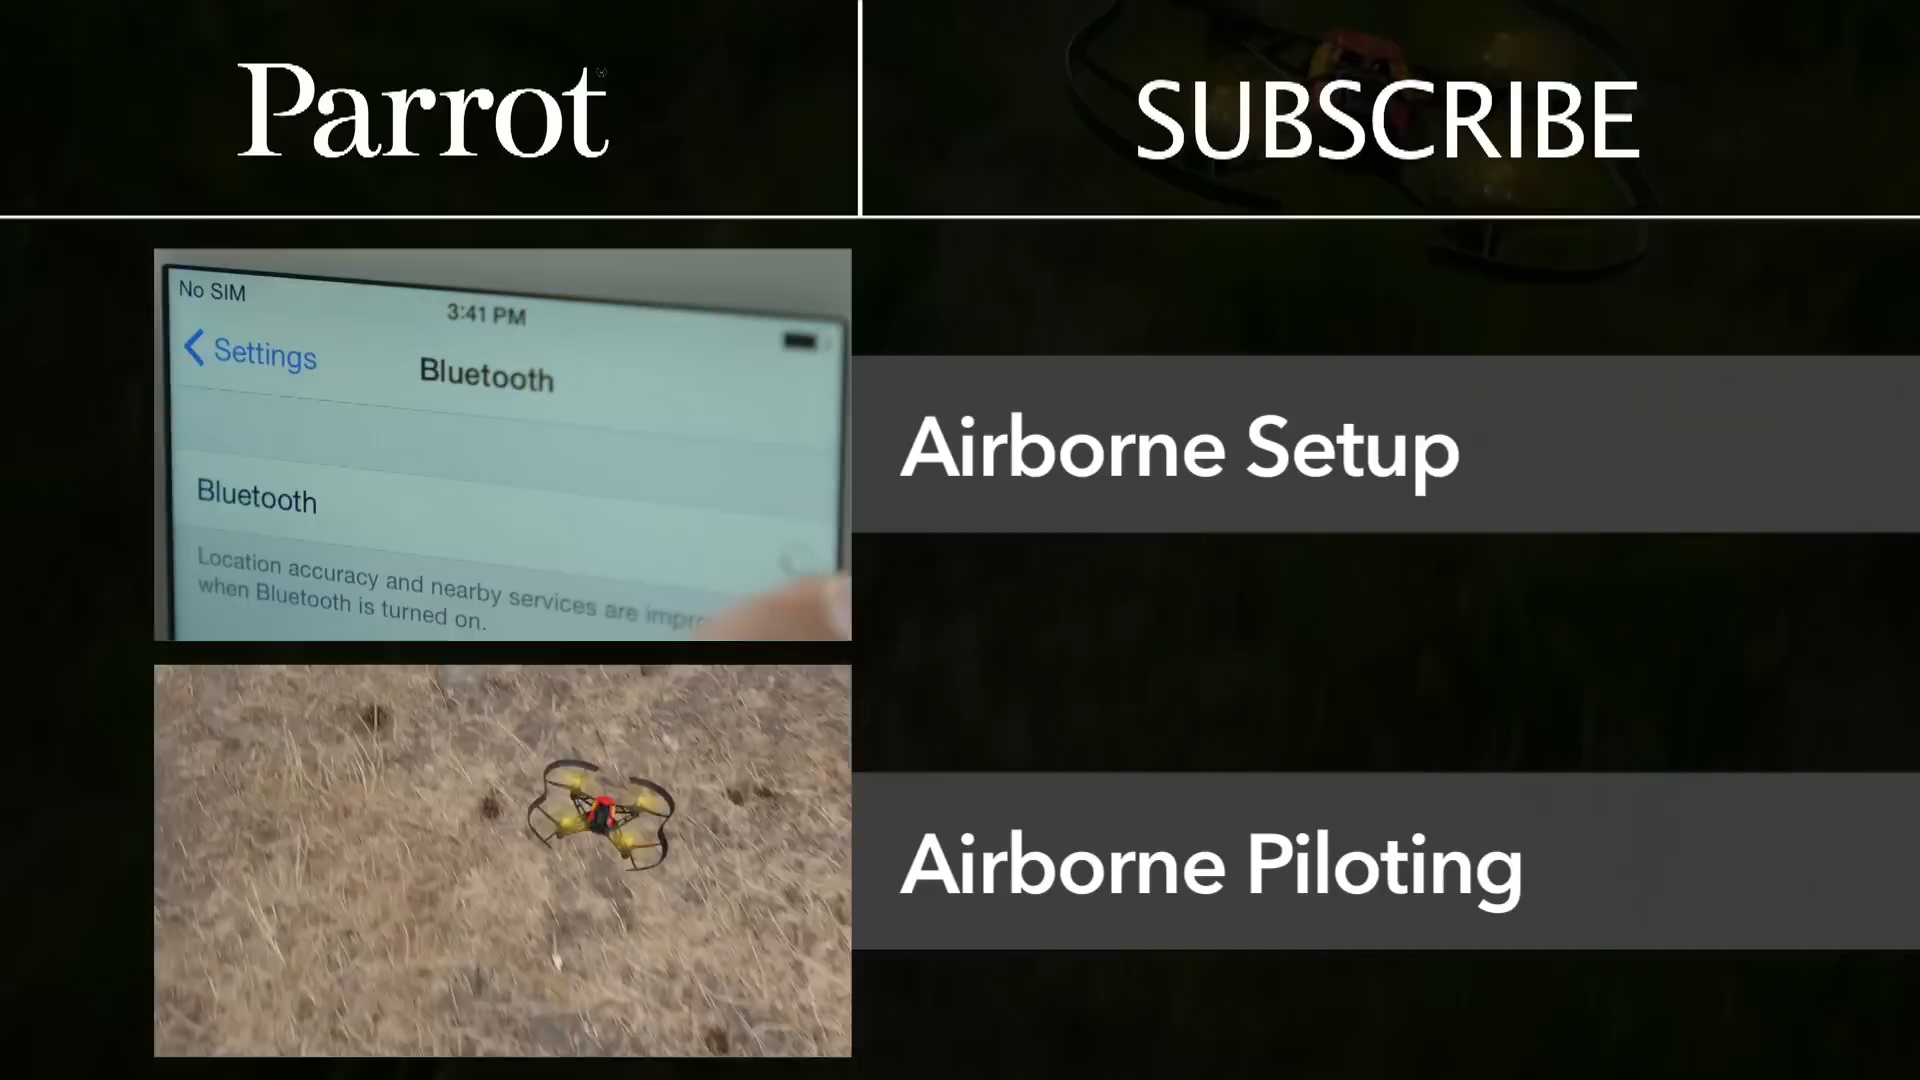 Parrot
SUBSCRIBE
No SIM
3:41 PM
Settings
Bluetooth
Bluetooth
Location accuracy and nearby services are
when Bluetooth is turned on.
Airborne Setup
Airborne Piloting